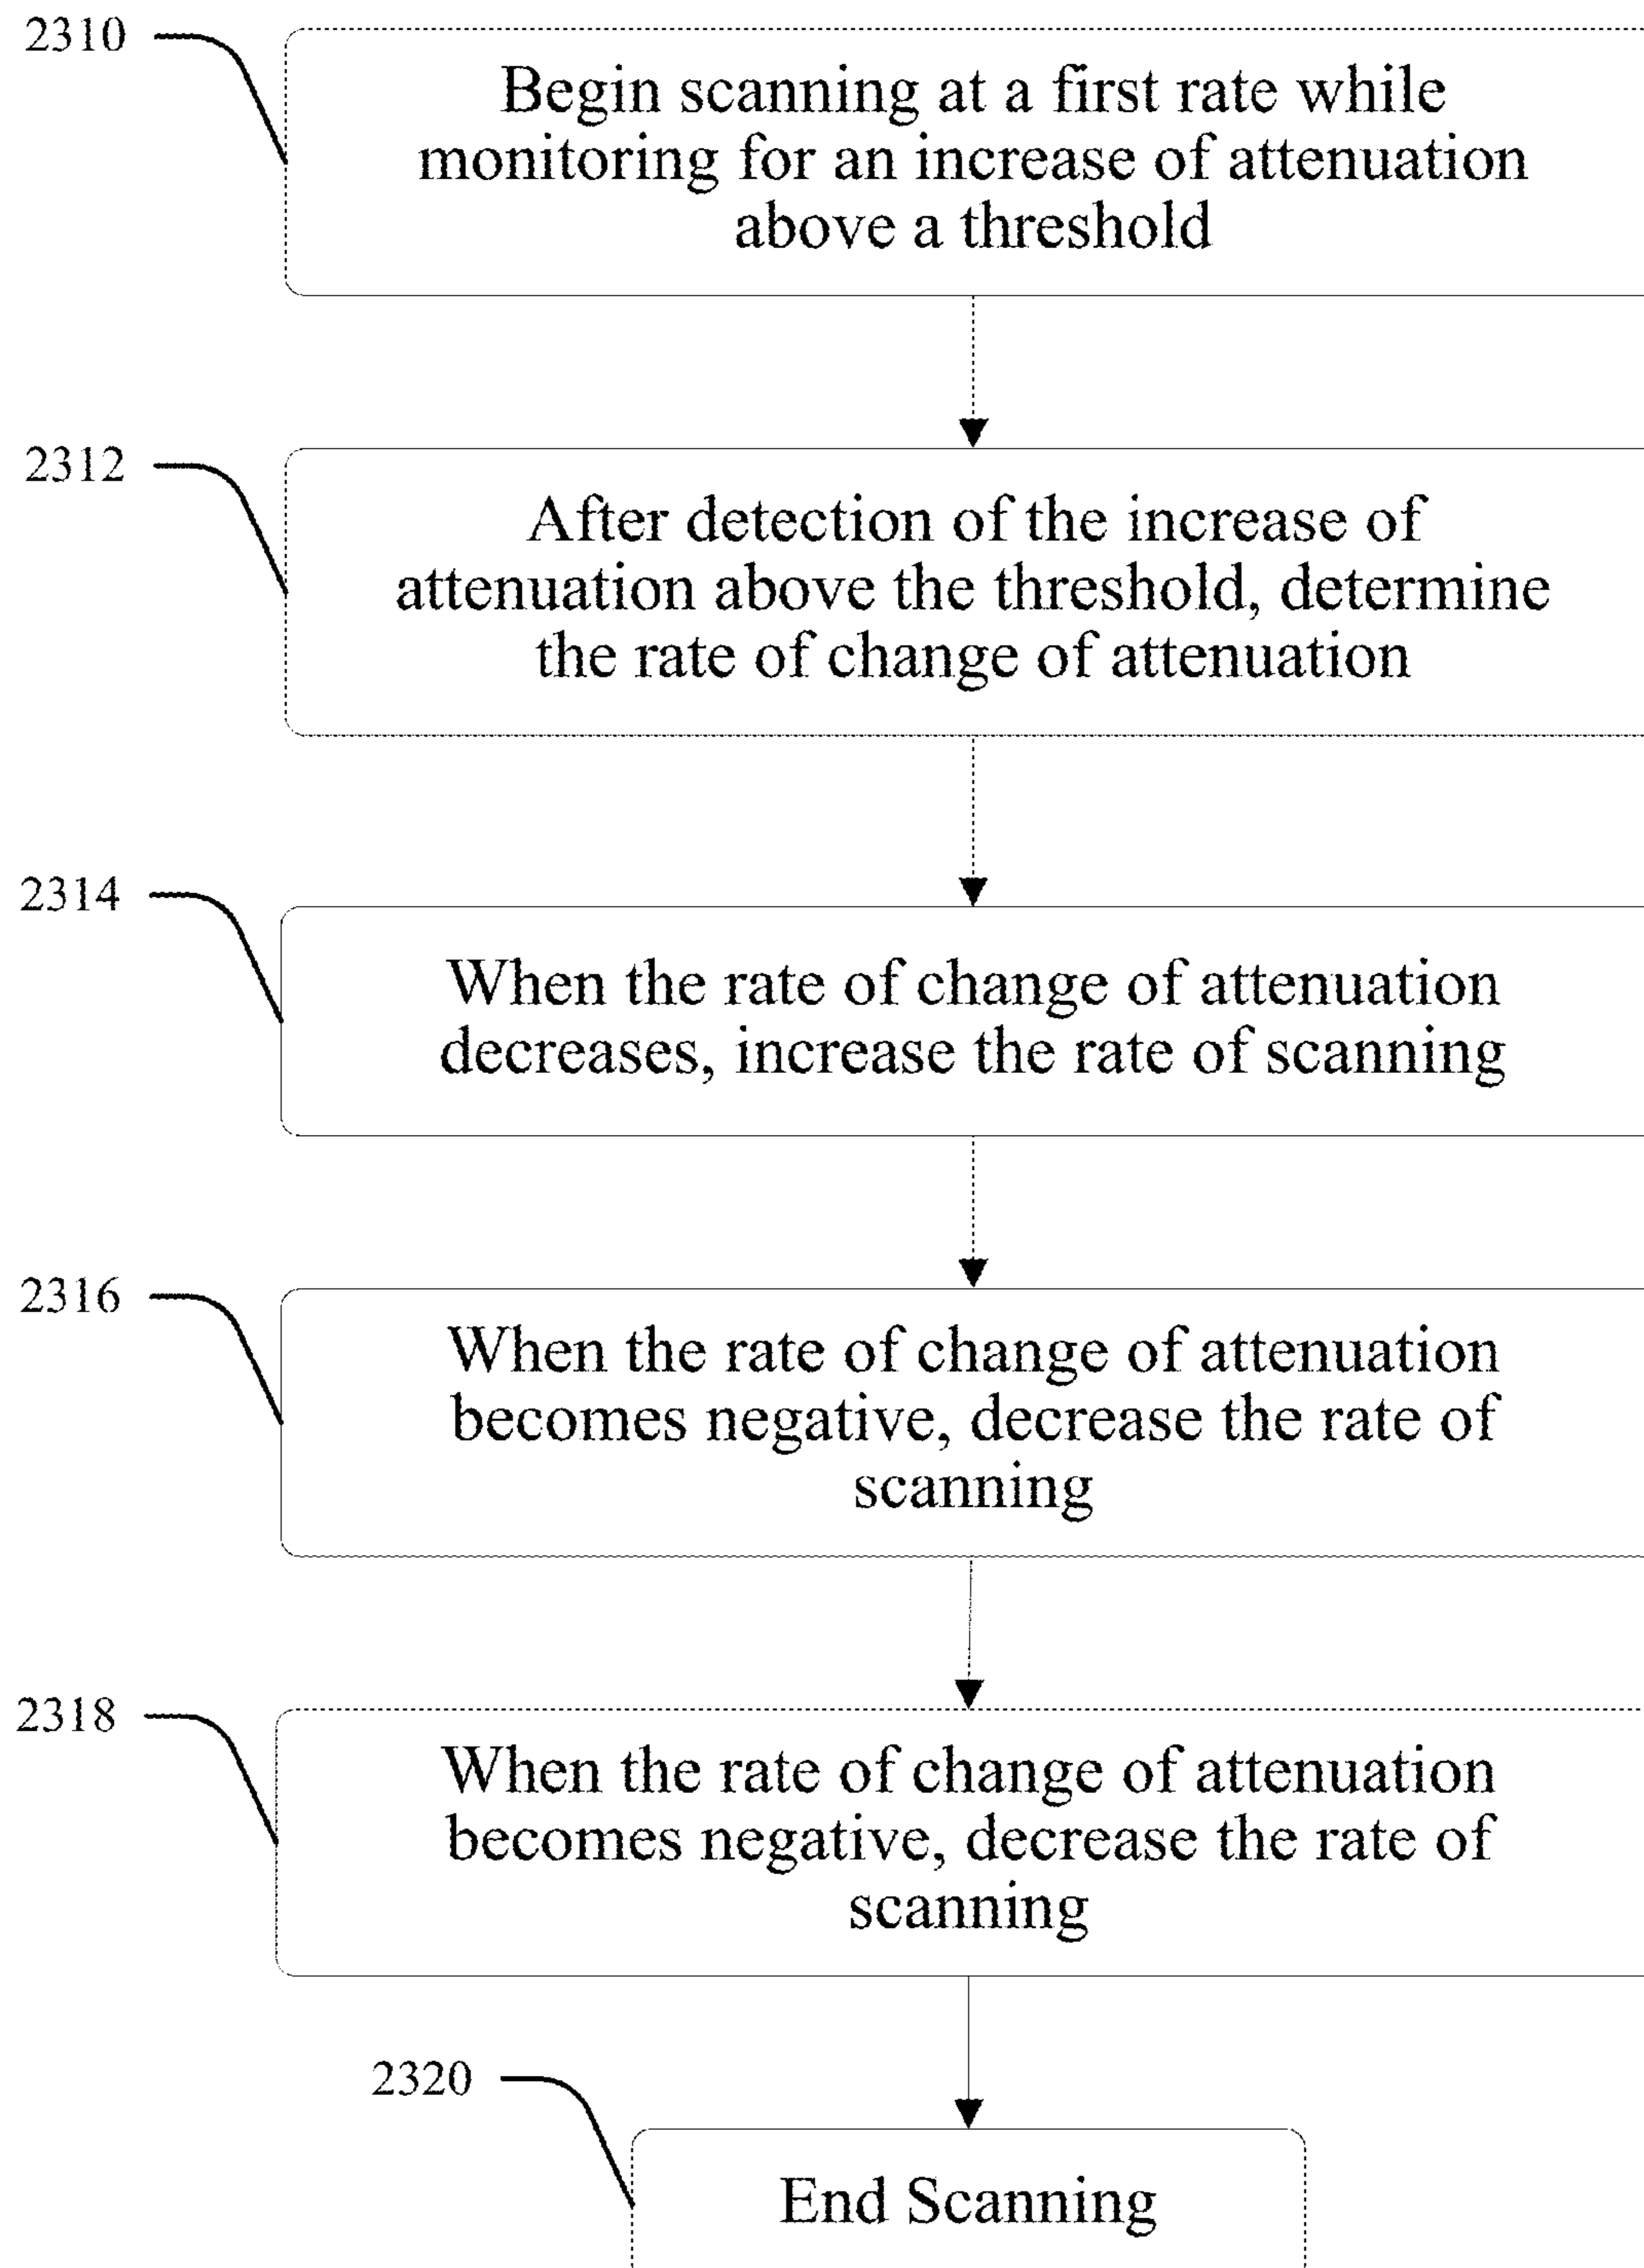 2310
Begin scanning at a first rate while
monitoring for an increase of attenuation
above a threshold
2312
After detection of the increase of
attenuation above the threshold, determine
the rate of change of attenuation
2314
When the rate of change of attenuation
decreases, increase the rate of scanning
2316
When the rate of change of attenuation
becomes negative, decrease the rate of
scanning
2318
When the rate of change of attenuation
becomes negative, decrease the rate of
scanning
2320
End Scanning